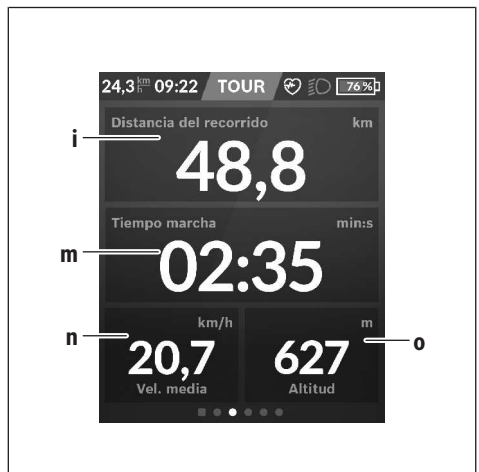 24,3 km/h 09:22 TOUR 76 %
Distancia del recorrido km
i
48,8
Tiempo marcha min:s
m
02:35
km/h m
n
o
20,7 627
Vel. media Altitud